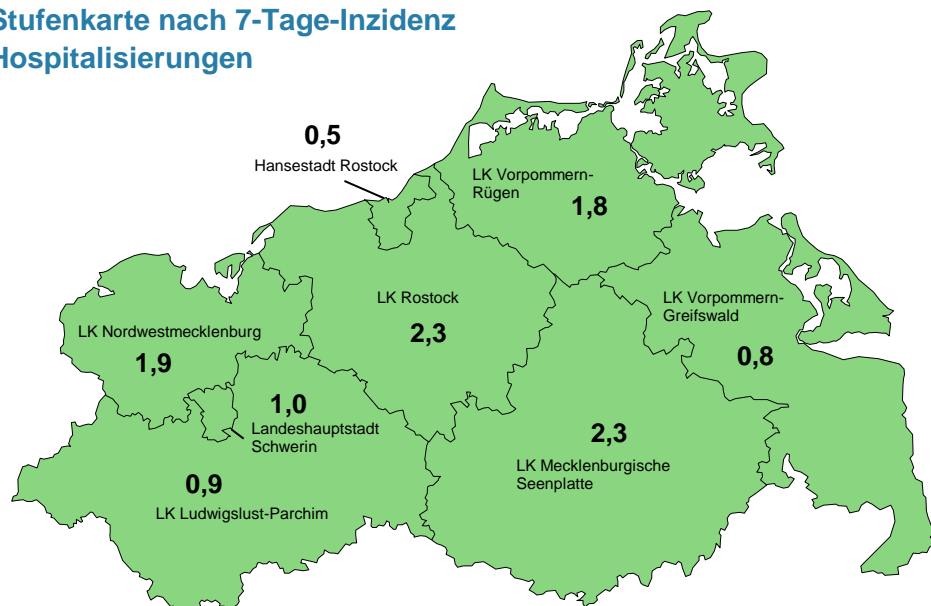 Stufenkarte nach 7-Tage-Inzidenz
Hospitalisierungen
0,5
Hansestadt Rostock
LK Vorpommern-
Rügen
1,8
LK Rostock
2,3
LK Vorpommern-
Greifswald
0,8
LK Nordwestmecklenburg
1,9
1,0
Landeshauptstadt
Schwerin
2,3
LK Mecklenburgische
Seenplatte
0,9
LK Ludwigslust-Parchim